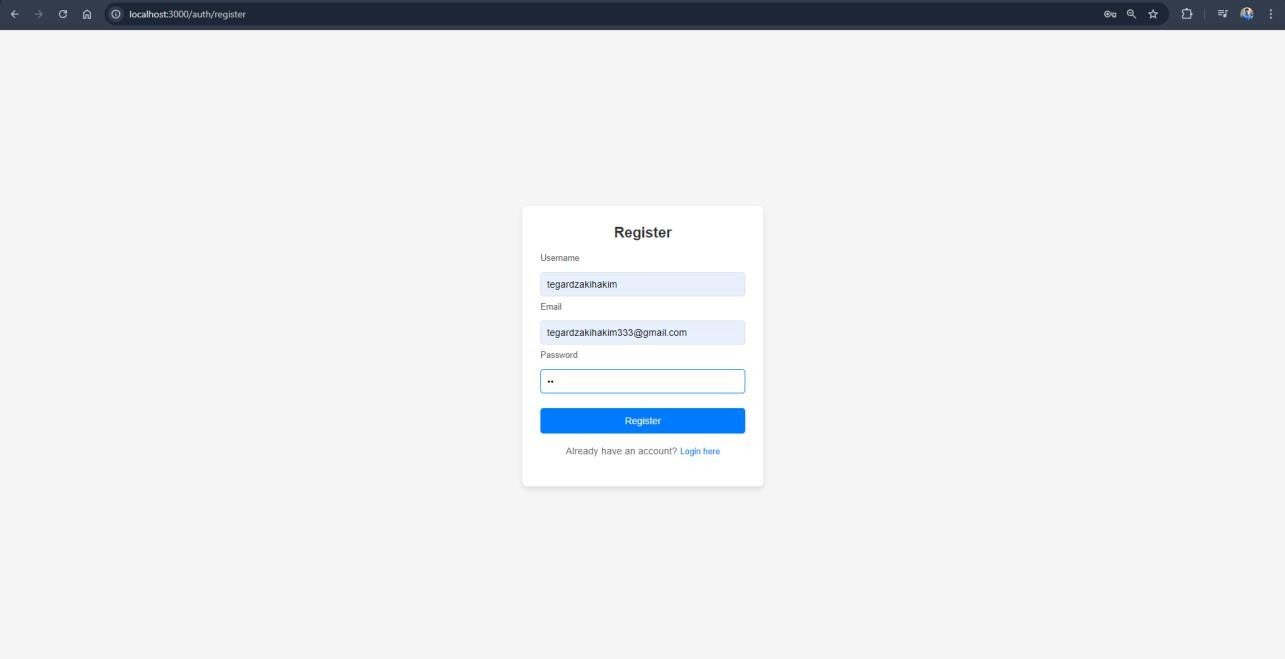 localhost:3000/auth/register
Register
Username
tegardzakihakim
Email
tegardzakihakim333@gmail.com
Password
••
Register
Already have an account? Login here